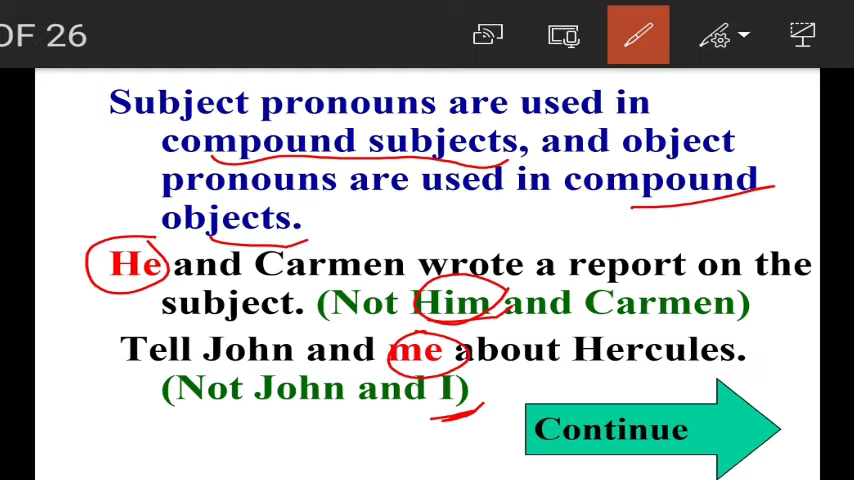 OF 26
Subject pronouns are used in
compound subjects, and object
pronouns are used in compound
objects.
He and Carmen wrote a report on the
subject. (Not Him and Carmen)
Tell John and me about Hercules.
(Not John and I)
Continue